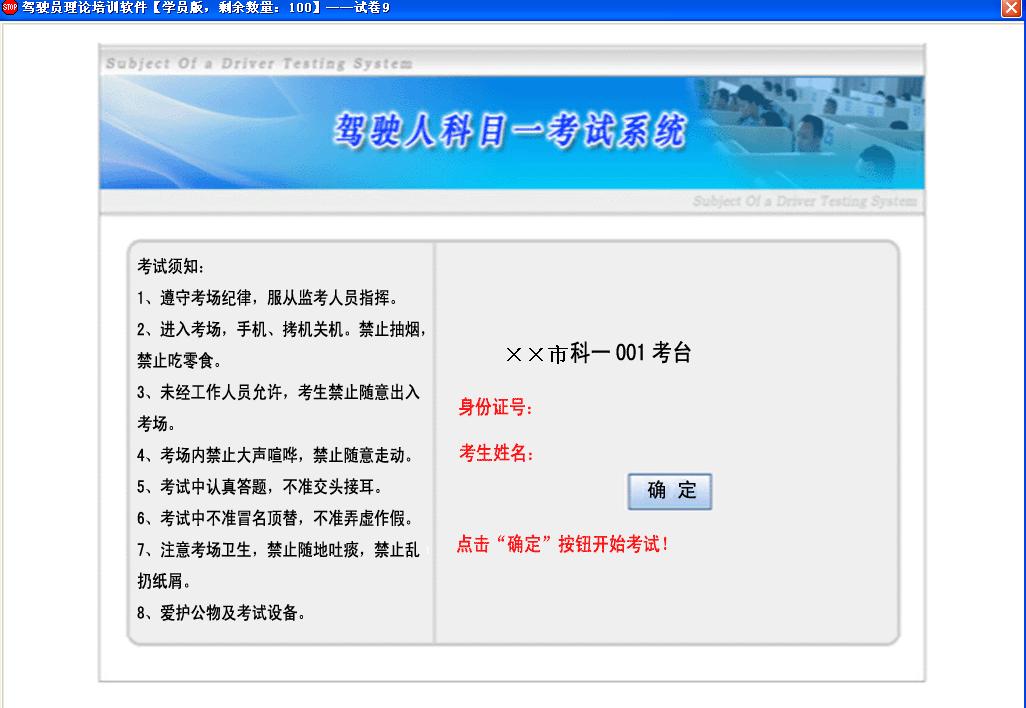 STOP 驾驶员理论培训软件【学员版，剩余数量：100】——试卷9
Subject Of a Driver Testing System
驾驶人科目一考试系统
Subject Of a Driver Testing System
考试须知：
1、遵守考场纪律，服从监考人员指挥。
2、进入考场，手机、拷机关机。禁止抽烟，
禁止吃零食。
3、未经工作人员允许，考生禁止随意出入
考场。
4、考场内禁止大声喧哗，禁止随意走动。
5、考试中认真答题，不准交头接耳。
6、考试中不准冒名顶替，不准弄虚作假。
7、注意考场卫生，禁止随地吐痰，禁止乱
扔纸屑。
8、爱护公物及考试设备。
××市科一 001 考台
身份证号：
考生姓名：
确 定
点击“确定”按钮开始考试！